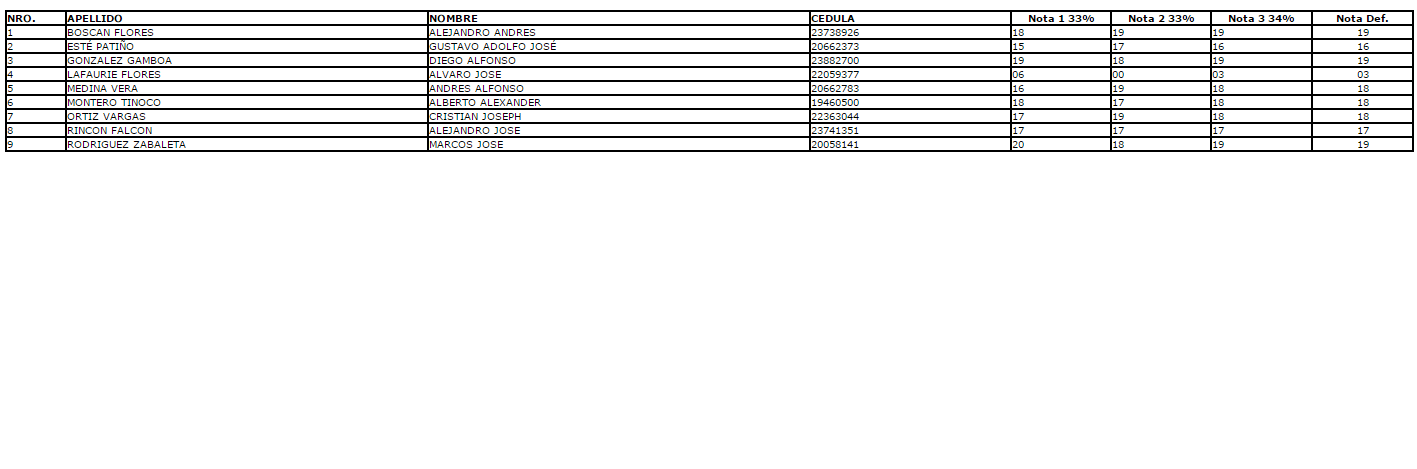 NRO. APELLIDO NOMBRE CEDULA Nota 1 33% Nota 2 33% Nota 3 34% Nota Def.
1 BOSCAN FLORES ALEJANDRO ANDRES 23738926 18 19 19 19
2 ESTÉ PATIÑO GUSTAVO ADOLFO JOSÉ 20662373 15 17 16 16
3 GONZALEZ GAMBOA DIEGO ALFONSO 23882700 19 18 19 19
4 LAFAURIE FLORES ALVARO JOSE 22059377 06 00 03 03
5 MEDINA VERA ANDRES ALFONSO 20662783 16 19 18 18
6 MONTERO TINOCO ALBERTO ALEXANDER 19460500 18 17 18 18
7 ORTIZ VARGAS CRISTIAN JOSEPH 22363044 17 19 18 18
8 RINCON FALCON ALEJANDRO JOSE 23741351 17 17 17 17
9 RODRIGUEZ ZABALETA MARCOS JOSE 20058141 20 18 19 19